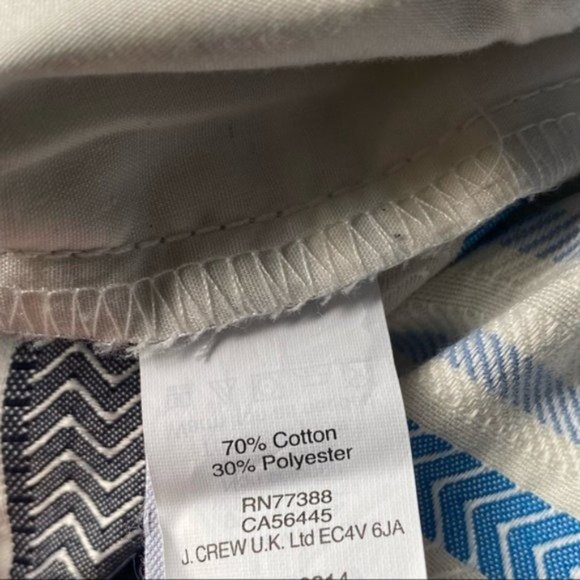 70% Cotton
30% Polyester
RN77388
CA56445
J. CREW U.K. Ltd EC4V 6JA